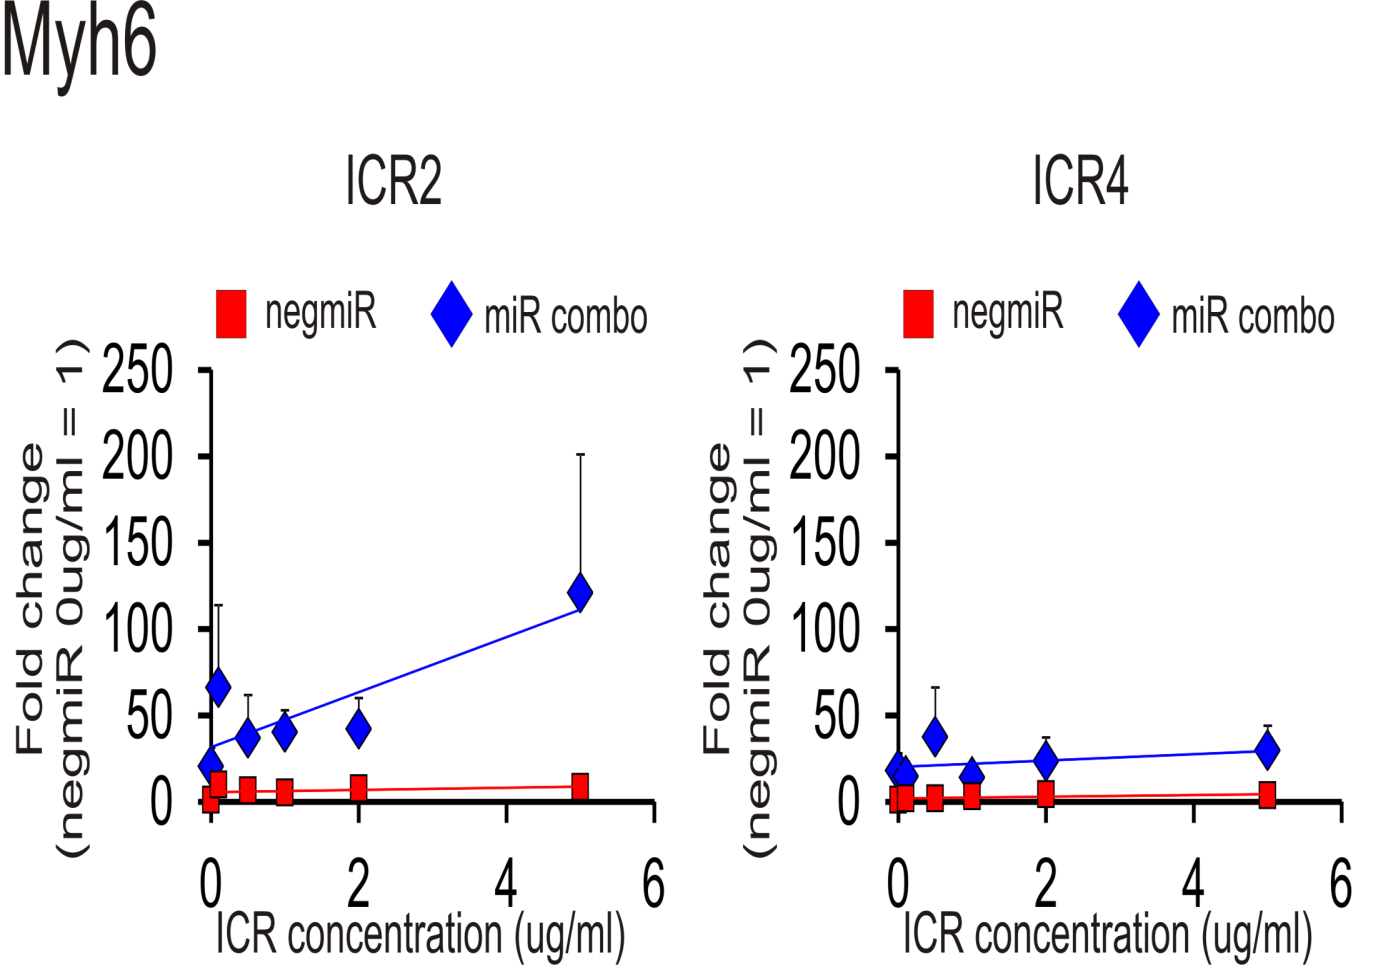 Myh6
ICR2
negmiR
miR combo
Fold change
(negmiR 0ug/ml = 1)
250
200
150
100
50
0
0
2
4
6
ICR concentration (ug/ml)
ICR4
negmiR
miR combo
Fold change
(negmiR 0ug/ml = 1)
250
200
150
100
50
0
0
2
4
6
ICR concentration (ug/ml)